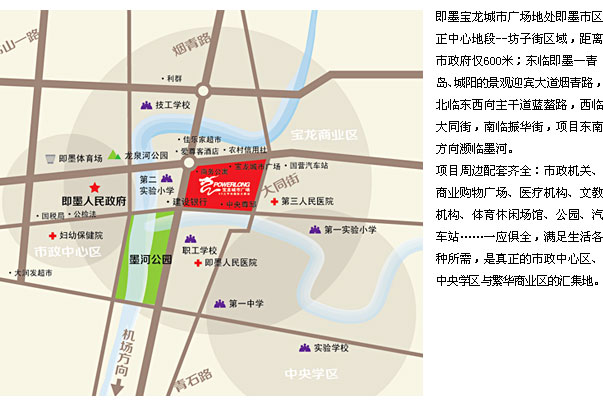 烟青路
利群
技工学校
宝龙商业区
佳乐家超市
爱尊客酒店
农村信用社
即墨体育场
龙泉河公园
宝龙城市广场
国营汽车站
第二
实验小学
POWERLONG
宝龙城市广场
大同街
即墨人民政府
建设银行
中央商都
第三人民医院
国税局
公检法
妇幼保健院
市政中心区
职工学校
第一实验小学
墨河公园
即墨人民医院
大润发超市
第一中学
机场方向
实验学校
青石路
中央学区
即墨宝龙城市广场地处即墨市区
正中心地段--坊子街区域，距离
市政府仅600米；东临即墨—青
岛、城阳的景观迎宾大道烟青路，
北临东西向主干道蓝鳌路，西临
大同街，南临振华街，项目东南
方向濒临墨河。
项目周边配套齐全：市政机关、
商业购物广场、医疗机构、文教
机构、体育休闲场馆、公园、汽
车站……一应俱全，满足生活各
种所需，是真正的市政中心区、
中央学区与繁华商业区的汇集地。